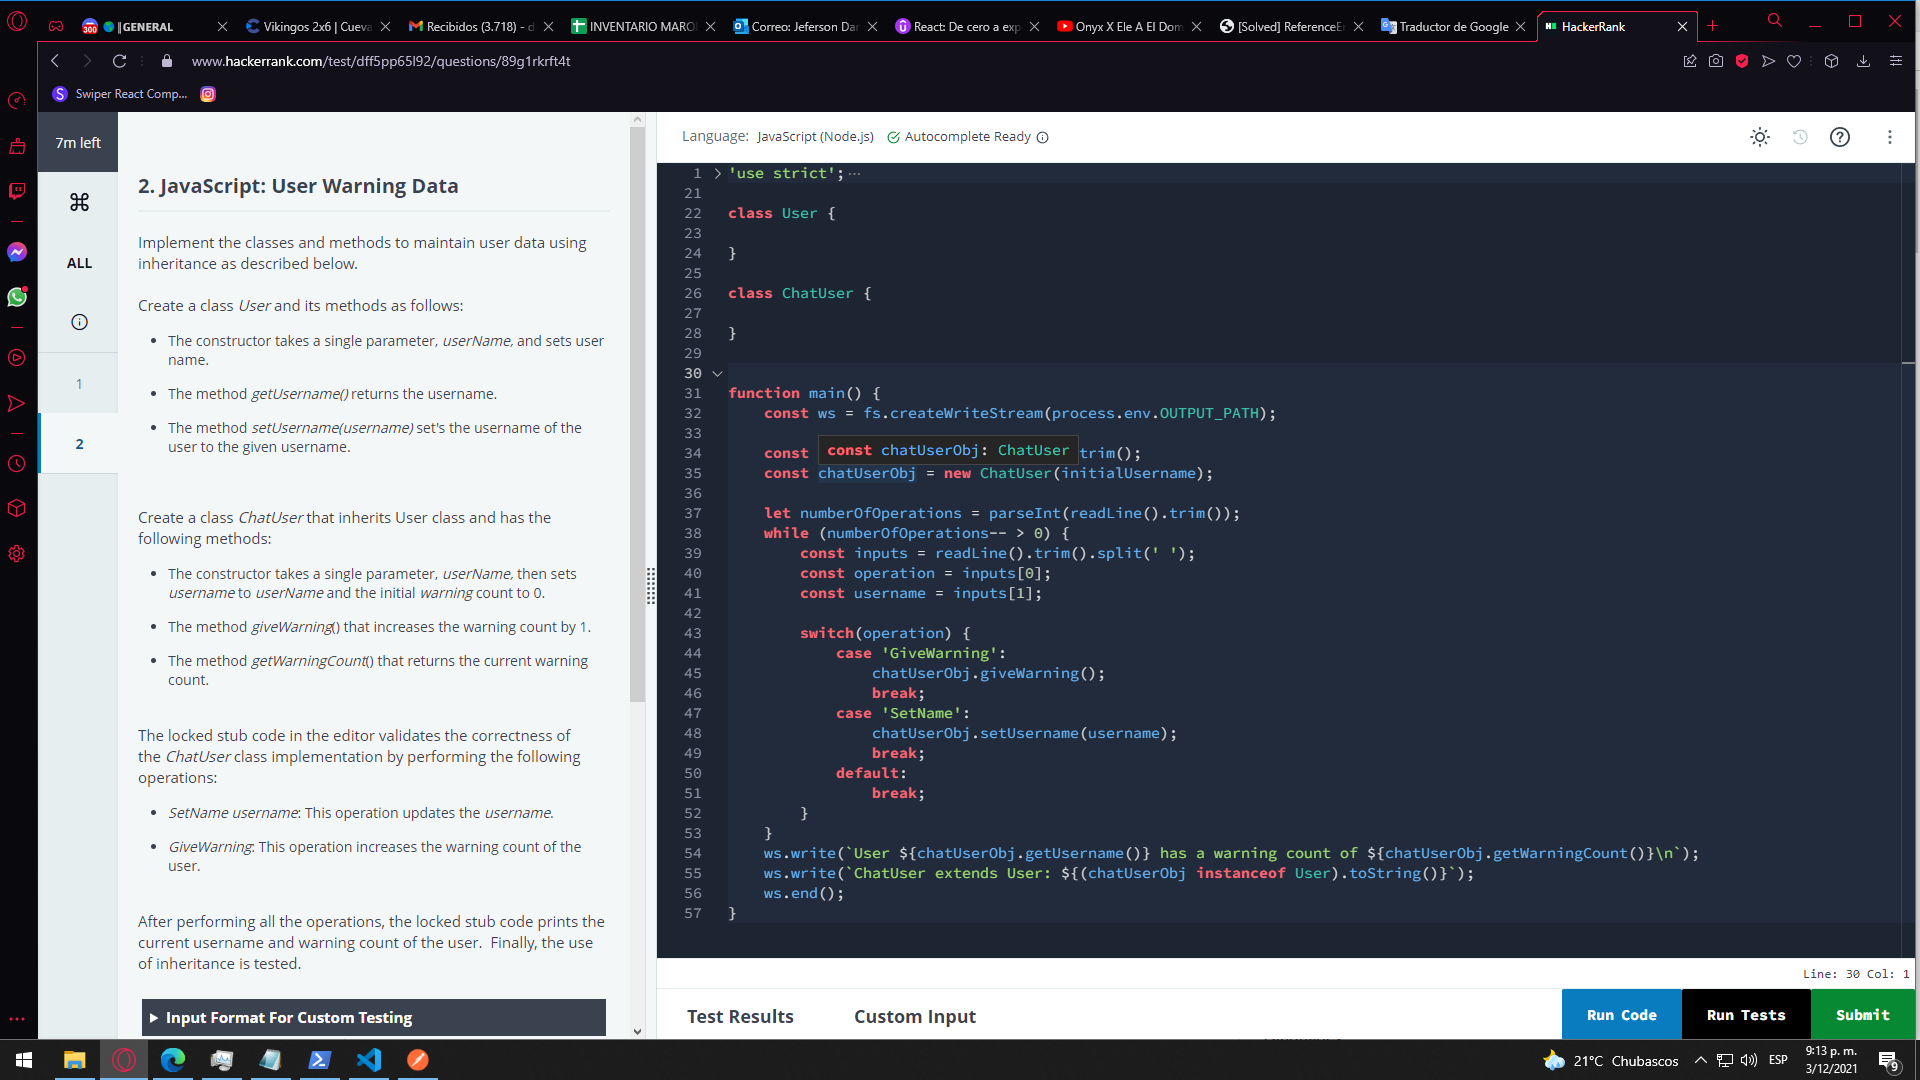 ||GENERAL
Vikingos 2x6 | Cueva
Recibidos (3.718) - d
INVENTARIO MARO
Correo: Jeferson Dar
React: De cero a exp
Onyx X Ele A El Dom
[Solved] ReferenceEr
Traductor de Google
HackerRank
www.hackerrank.com/test/dff5pp65l92/questions/89g1rkrft4t
Swiper React Comp...
7m left
ALL
1
2
2. JavaScript: User Warning Data
Implement the classes and methods to maintain user data using
inheritance as described below.
Create a class User and its methods as follows:
• The constructor takes a single parameter, userName, and sets user
name.
• The method getUsername() returns the username.
• The method setUsername(username) set's the username of the
user to the given username.
Create a class ChatUser that inherits User class and has the
following methods:
• The constructor takes a single parameter, userName, then sets
username to userName and the initial warning count to 0.
• The method giveWarning() that increases the warning count by 1.
• The method getWarningCount() that returns the current warning
count.
The locked stub code in the editor validates the correctness of
the ChatUser class implementation by performing the following
operations:
• SetName username: This operation updates the username.
• GiveWarning: This operation increases the warning count of the
user.
After performing all the operations, the locked stub code prints the
current username and warning count of the user.  Finally, the use
of inheritance is tested.
Input Format For Custom Testing
Language: JavaScript (Node.js) Autocomplete Ready
1 'use strict'; ···
21
22 class User {
23
24 }
25
26 class ChatUser {
27
28 }
29
30
31 function main() {
32     const ws = fs.createWriteStream(process.env.OUTPUT_PATH);
33
const chatUserObj: ChatUser
34     const trim();
35     const chatUserObj = new ChatUser(initialUsername);
36
37     let numberOfOperations = parseInt(readLine().trim());
38     while (numberOfOperations-- > 0) {
39         const inputs = readLine().trim().split(' ');
40         const operation = inputs[0];
41         const username = inputs[1];
42
43         switch(operation) {
44             case 'GiveWarning':
45                 chatUserObj.giveWarning();
46                 break;
47             case 'SetName':
48                 chatUserObj.setUsername(username);
49                 break;
50             default:
51                 break;
52         }
53     }
54     ws.write(`User ${chatUserObj.getUsername()} has a warning count of ${chatUserObj.getWarningCount()}\n`);
55     ws.write(`ChatUser extends User: ${(chatUserObj instanceof User).toString()}`);
56     ws.end();
57 }
Line: 30 Col: 1
Test Results
Custom Input
Run Code
Run Tests
Submit
21°C Chubascos
ESP
9:13 p. m.
3/12/2021
9